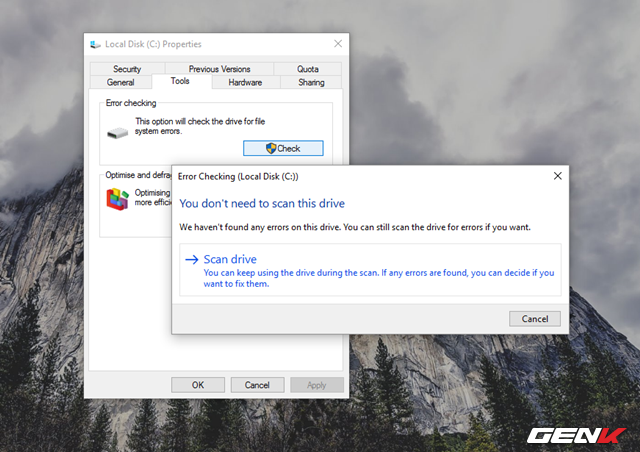 Local Disk (C:) Properties
Security Previous Versions Quota
General Tools Hardware Sharing
Error checking
This option will check the drive for file
system errors.
Check
Optimise and defra
Optimising
more effici
Error Checking (Local Disk (C:))
You don't need to scan this drive
We haven't found any errors on this drive. You can still scan the drive for errors if you want.
Scan drive
You can keep using the drive during the scan. If any errors are found, you can decide if you
want to fix them.
Cancel
OK Cancel Apply
GENK